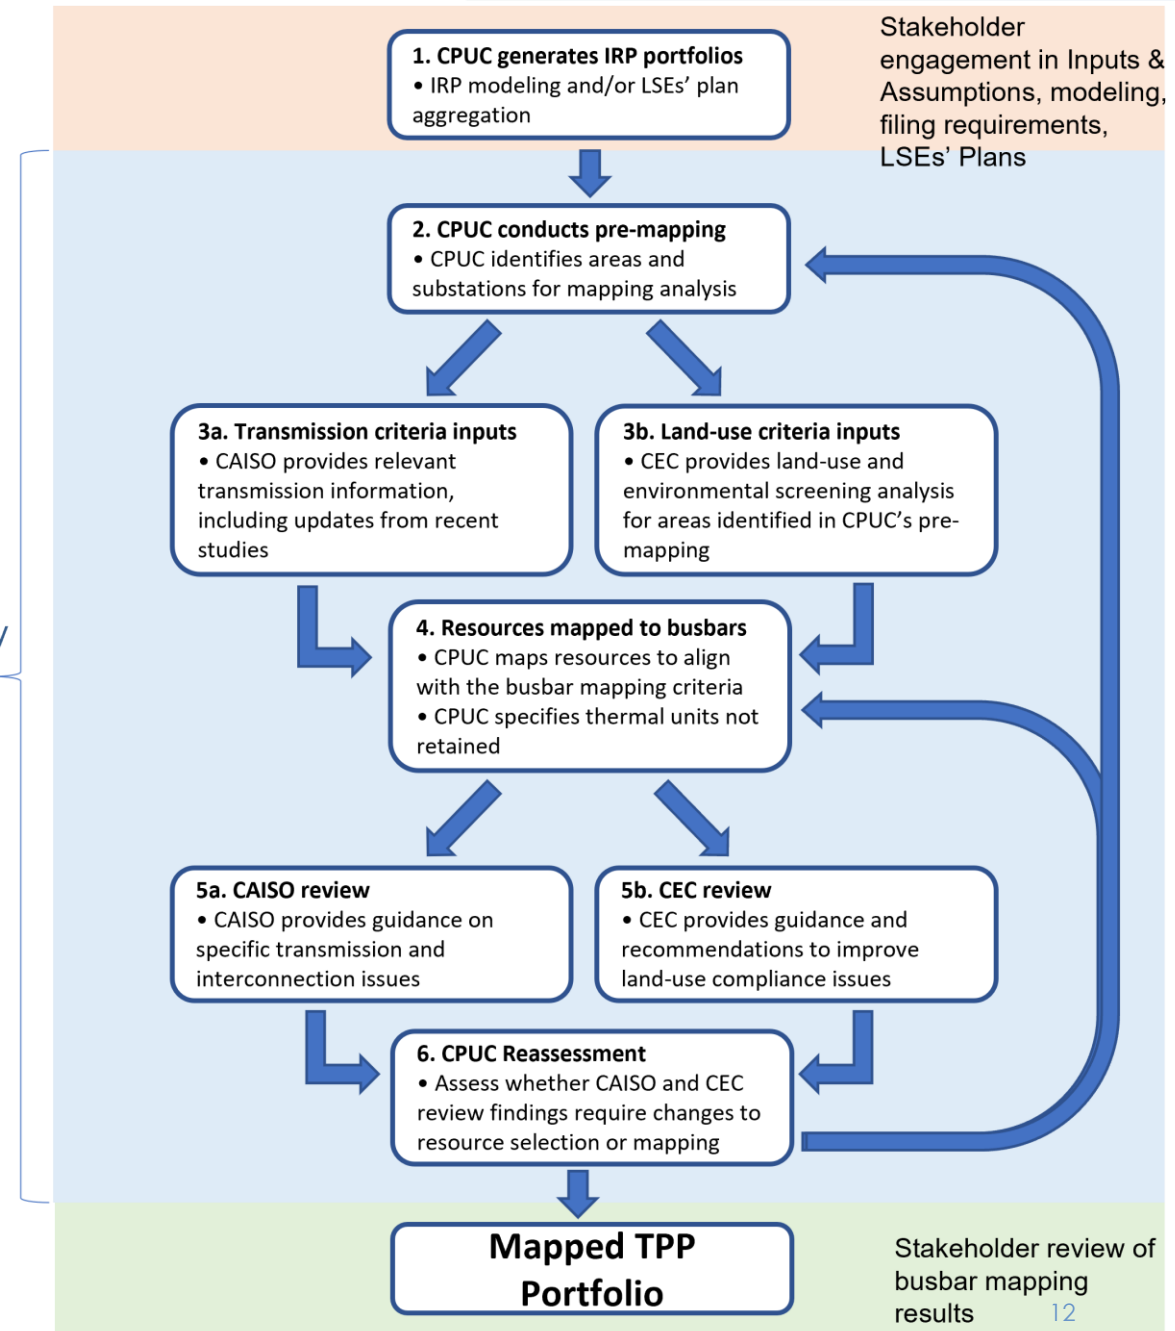 1. CPUC generates IRP portfolios
• IRP modeling and/or LSEs’ plan
aggregation
Stakeholder
engagement in Inputs &
Assumptions, modeling,
filing requirements,
LSEs’ Plans
2. CPUC conducts pre-mapping
• CPUC identifies areas and
substations for mapping analysis
3a. Transmission criteria inputs
• CAISO provides relevant
transmission information,
including updates from recent
studies
3b. Land-use criteria inputs
• CEC provides land-use and
environmental screening analysis
for areas identified in CPUC’s pre-
mapping
4. Resources mapped to busbars
• CPUC maps resources to align
with the busbar mapping criteria
• CPUC specifies thermal units not
retained
5a. CAISO review
• CAISO provides guidance on
specific transmission and
interconnection issues
5b. CEC review
• CEC provides guidance and
recommendations to improve
land-use compliance issues
6. CPUC Reassessment
• Assess whether CAISO and CEC
review findings require changes to
resource selection or mapping
Mapped TPP
Portfolio
Stakeholder review of
busbar mapping
results
12